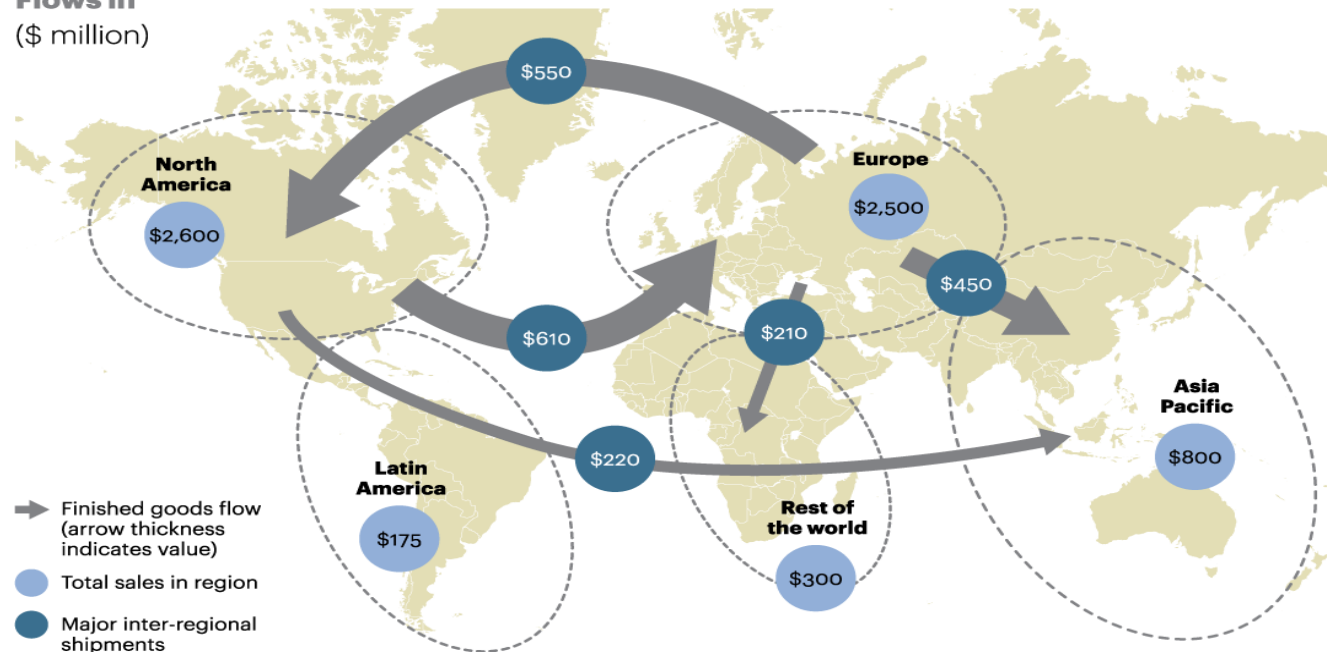 Flows in
($ million)
$550
North
America
$2,600
Europe
$2,500
$450
$610
$210
Asia
Pacific
$800
$220
Latin
America
$175
Rest of
the world
$300
Finished goods flow
(arrow thickness
indicates value)
Total sales in region
Major inter-regional
shipments